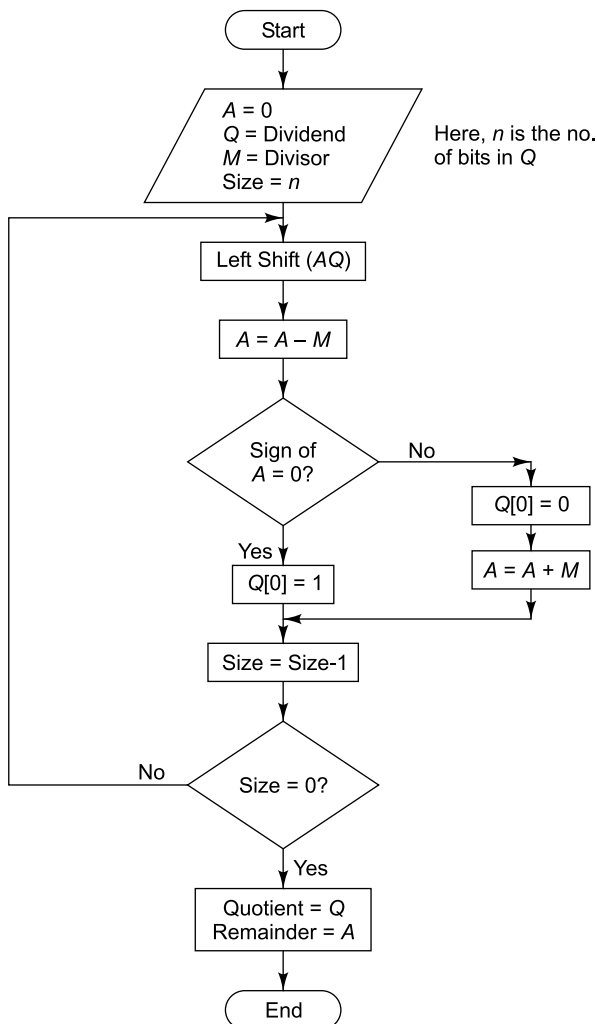 Start
A = 0
Q = Dividend
M = Divisor
Size = n
Here, n is the no.
of bits in Q
Left Shift (AQ)
A = A – M
Sign of
A = 0?
No
Q[0] = 0
Yes
Q[0] = 1
A = A + M
Size = Size-1
No
Size = 0?
Yes
Quotient = Q
Remainder = A
End